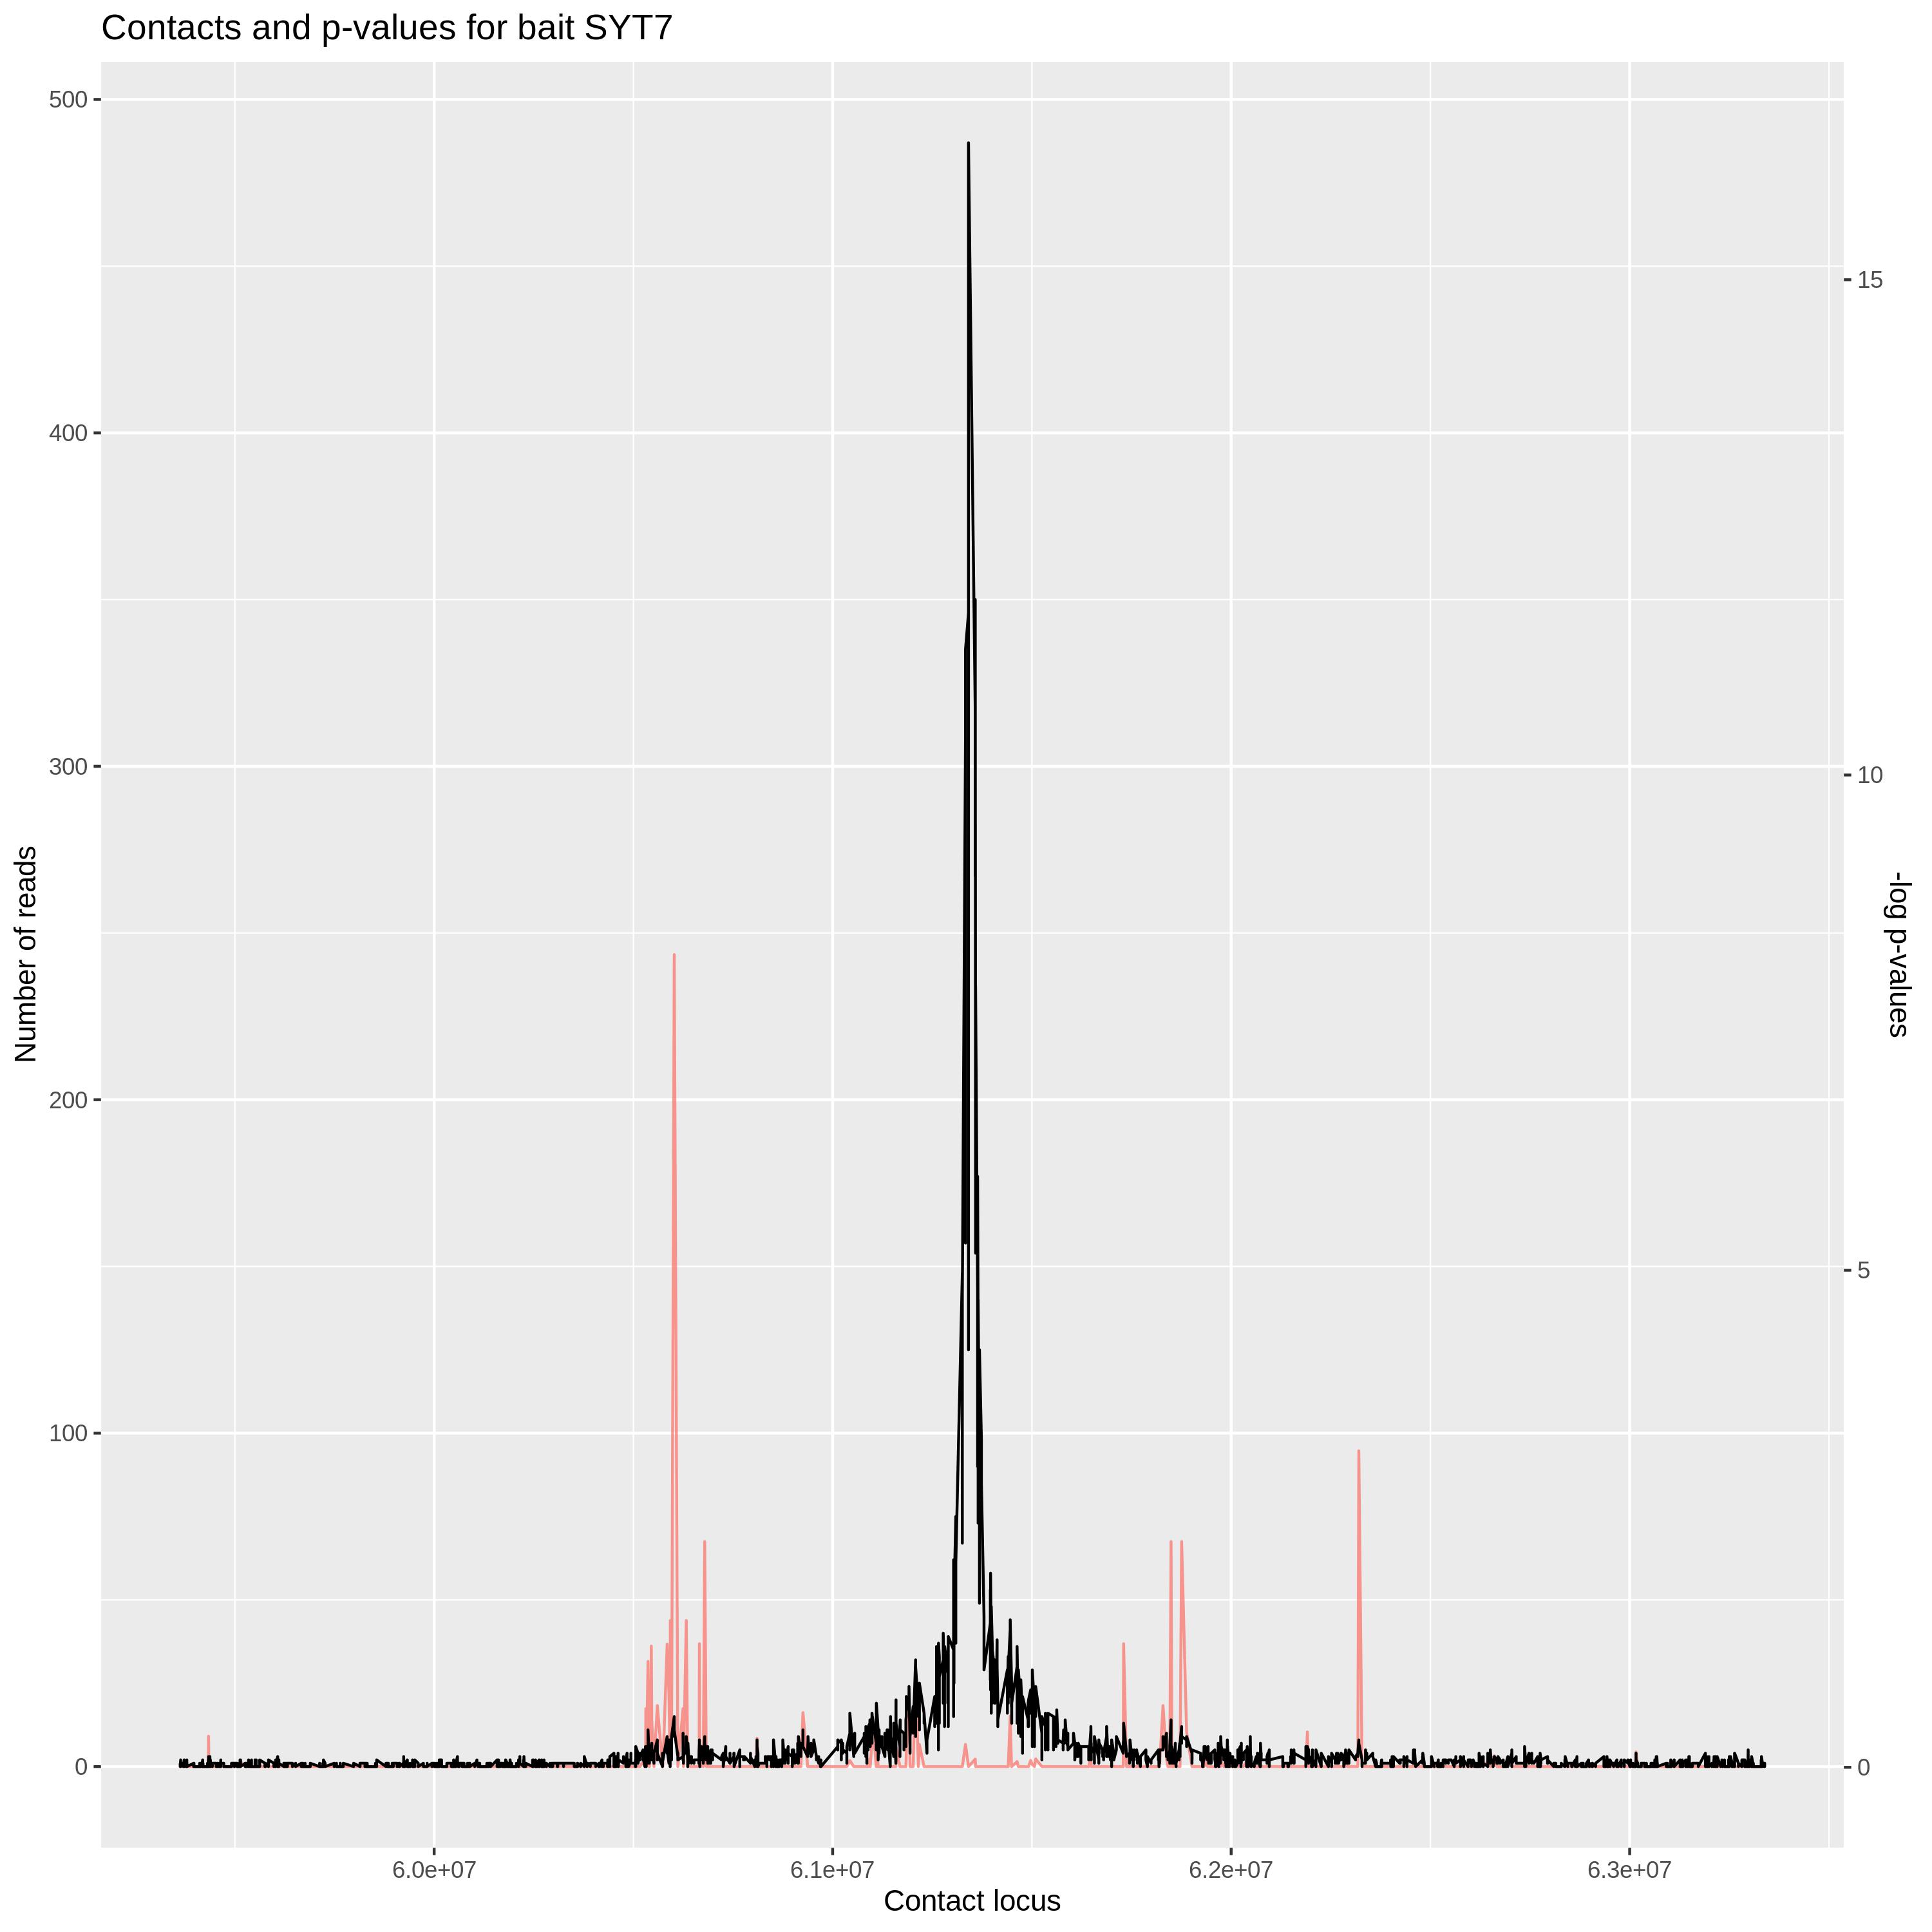 Contacts and p-values for bait SYT7
500
400
300
200
100
0
Number of reads
15
10
5
0
-log p-values
6.0e+07
6.1e+07
6.2e+07
6.3e+07
Contact locus